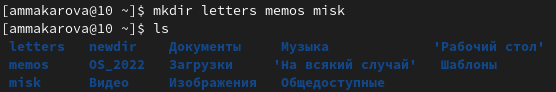 [ammakarova@10 ~]$ mkdir letters memos misk
[ammakarova@10 ~]$ ls
letters newdir Документы Музыка 'Рабочий стол'
memos OS_2022 Загрузки 'На всякий случай' Шаблоны
misk Видео Изображения Общедоступные